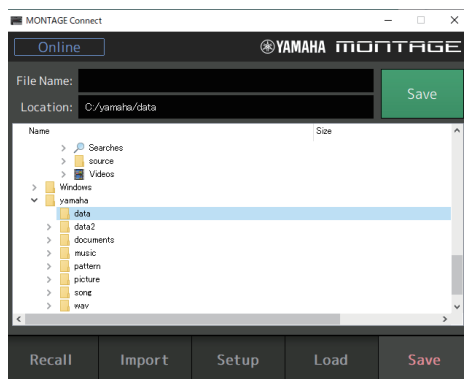 MONTAGE Connect
Online
YAMAHA MONTAGE
File Name:
Save
Location: C:/yamaha/data
Name Size
Searches
source
Videos
Windows
yamaha
data
data2
documents
music
pattern
picture
song
wav
Recall Import Setup Load Save